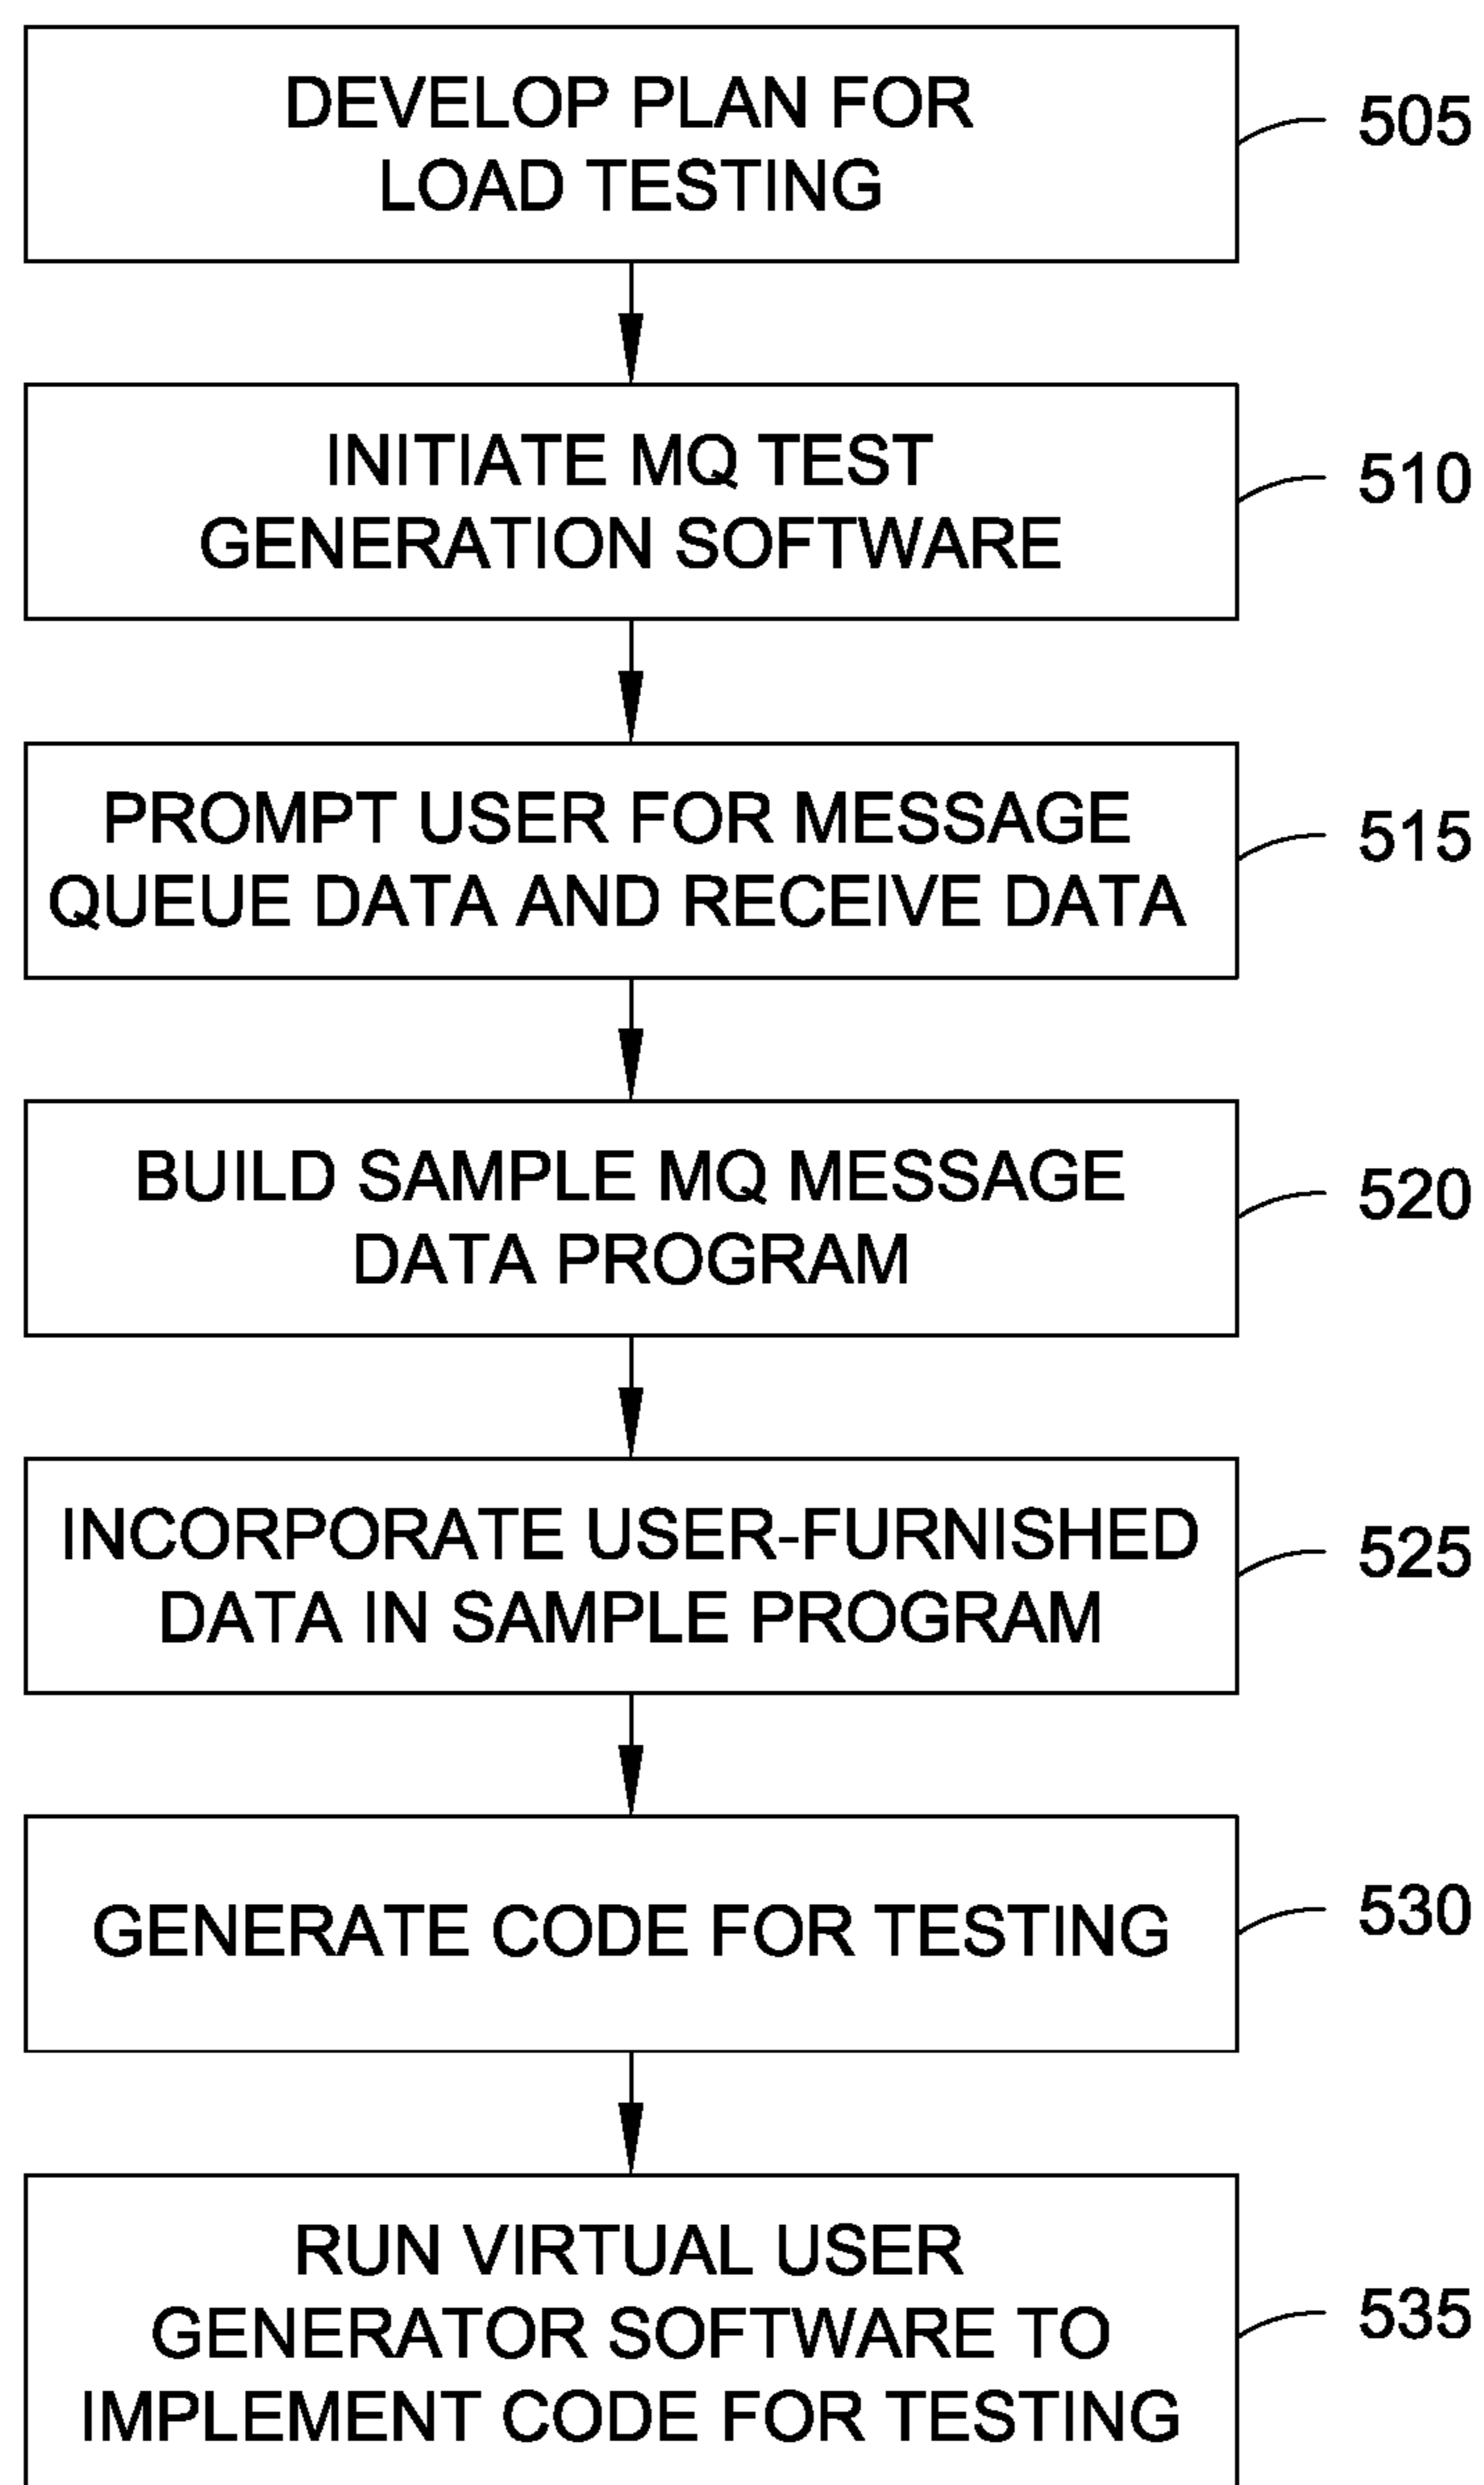 DEVELOP PLAN FOR
LOAD TESTING
505
INITIATE MQ TEST
GENERATION SOFTWARE
510
PROMPT USER FOR MESSAGE
QUEUE DATA AND RECEIVE DATA
515
BUILD SAMPLE MQ MESSAGE
DATA PROGRAM
520
INCORPORATE USER-FURNISHED
DATA IN SAMPLE PROGRAM
525
GENERATE CODE FOR TESTING
530
RUN VIRTUAL USER
GENERATOR SOFTWARE TO
IMPLEMENT CODE FOR TESTING
535